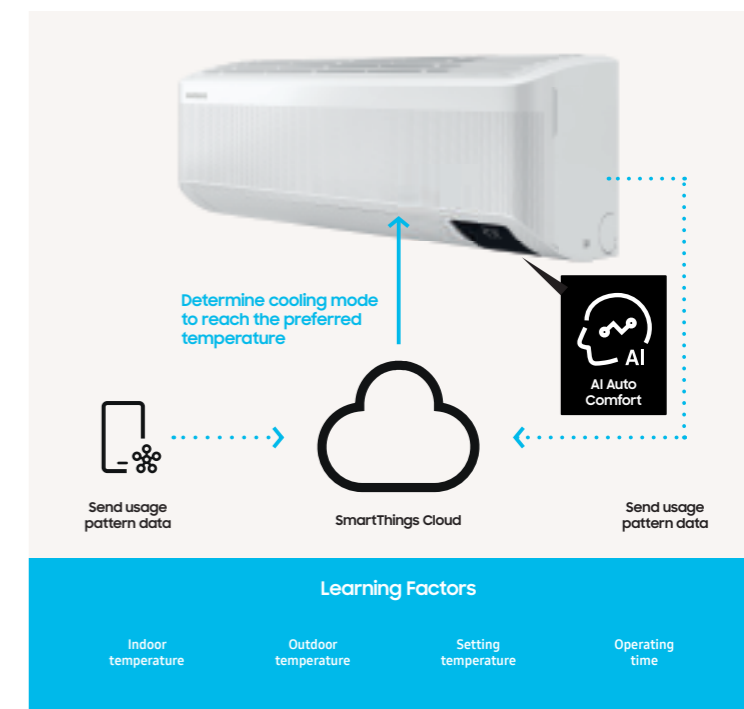 Determine cooling mode
to reach the preferred
temperature
AI
AI Auto
Comfort
Send usage
pattern data
SmartThings Cloud
Send usage
pattern data
Learning Factors
Indoor
temperature
Outdoor
temperature
Setting
temperature
Operating
time